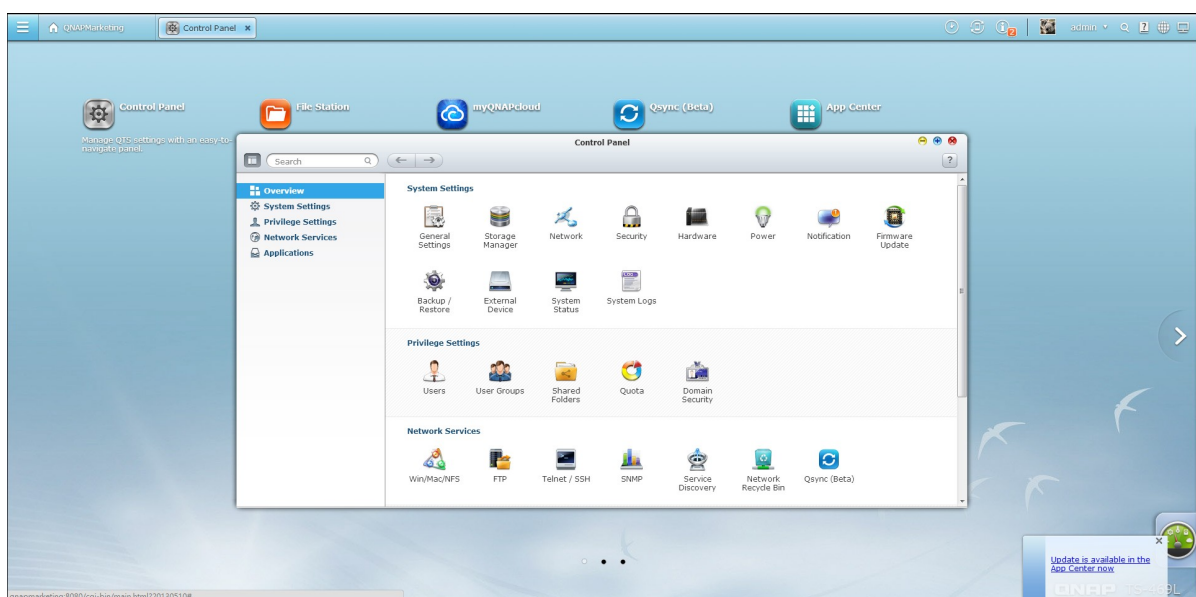 QNAPMarketing
Control Panel
2
admin
Control Panel
File Station
myQNAPcloud
Qsync (Beta)
App Center
Manage QTS settings with an easy-to-
navigate panel.
Control Panel
Search
?
Overview
System Settings
Privilege Settings
Network Services
Applications
System Settings
General
Settings
Storage
Manager
Network
Security
Hardware
Power
Notification
Firmware
Update
Backup /
Restore
External
Device
System
Status
System Logs
Privilege Settings
Users
User Groups
Shared
Folders
Quota
Domain
Security
Network Services
Win/Mac/NFS
FTP
Telnet / SSH
SNMP
Service
Discovery
Network
Recycle Bin
Qsync (Beta)
Update is available in the
App Center now
QNAP TS-469L